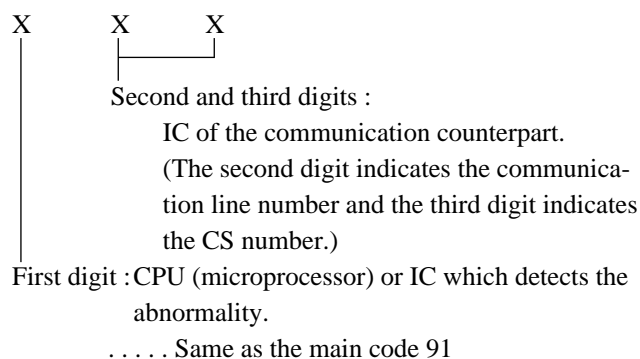 X X X
Second and third digits :
IC of the communication counterpart.
(The second digit indicates the communica-
tion line number and the third digit indicates
the CS number.)
First digit : CPU (microprocessor) or IC which detects the
abnormality.
. . . . . Same as the main code 91